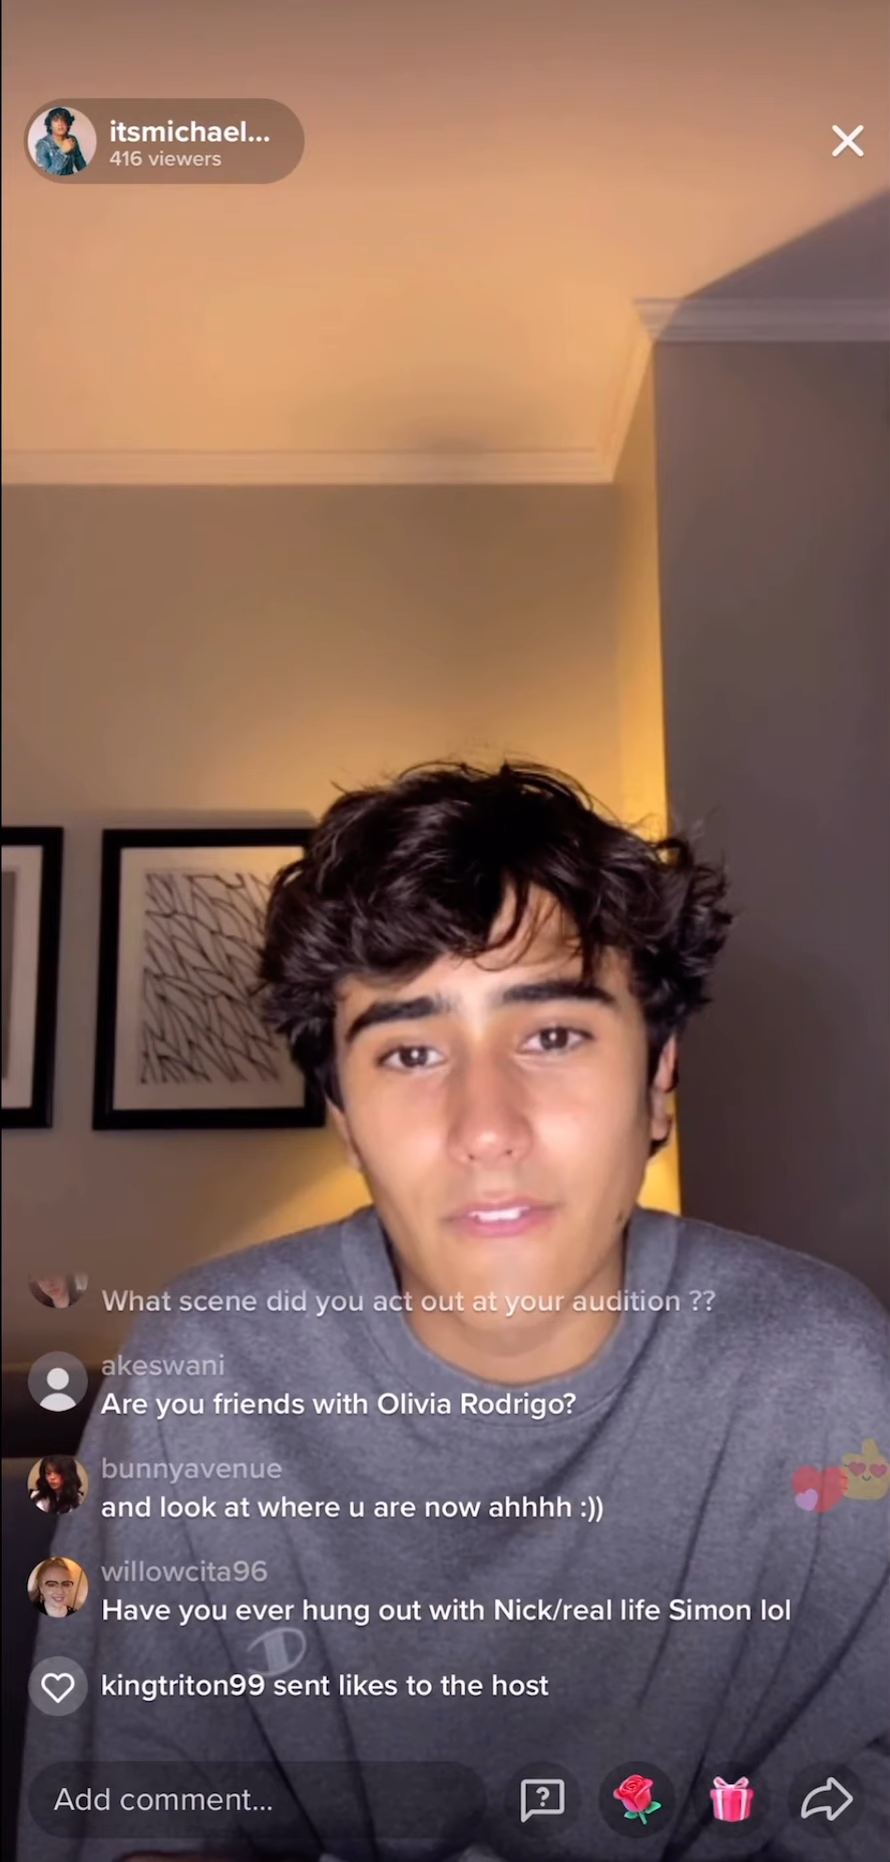 itsmichael...
416 viewers
What scene did you act out at your audition ??
akeswani
Are you friends with Olivia Rodrigo?
bunnyavenue
and look at where u are now ahhhh :))
willowcita96
Have you ever hung out with Nick/real life Simon lol
kingtriton99 sent likes to the host
Add comment...
?